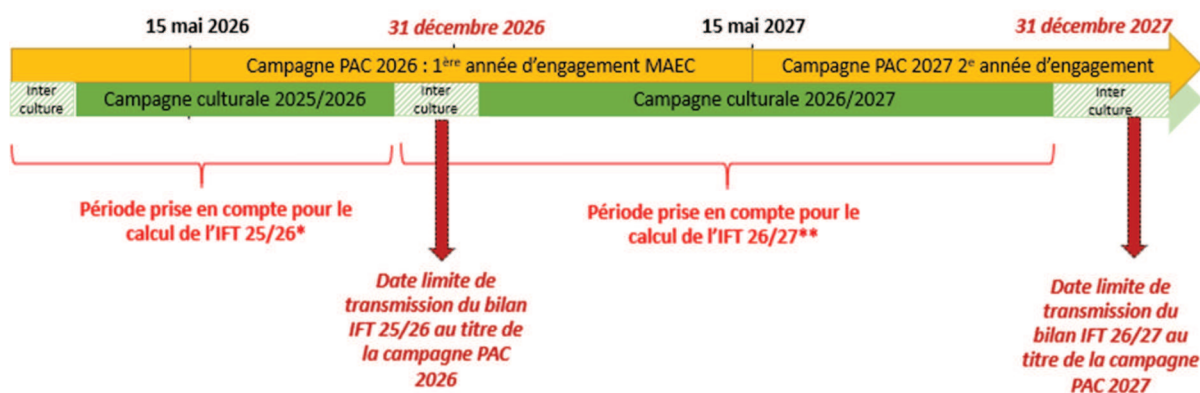 15 mai 2026
31 décembre 2026
15 mai 2027
31 décembre 2027
Campagne PAC 2026 : 1ère année d’engagement MAEC
Campagne PAC 2027 2e année d’engagement
Inter
culture
Campagne culturale 2025/2026
Inter
culture
Campagne culturale 2026/2027
Inter
culture
Période prise en compte pour le
calcul de l’IFT 25/26*
Période prise en compte pour le
calcul de l’IFT 26/27**
Date limite de
transmission du bilan
IFT 25/26 au titre de
la campagne PAC
2026
Date limite de
transmission du
bilan IFT 26/27 au
titre de la campagne
PAC 2027